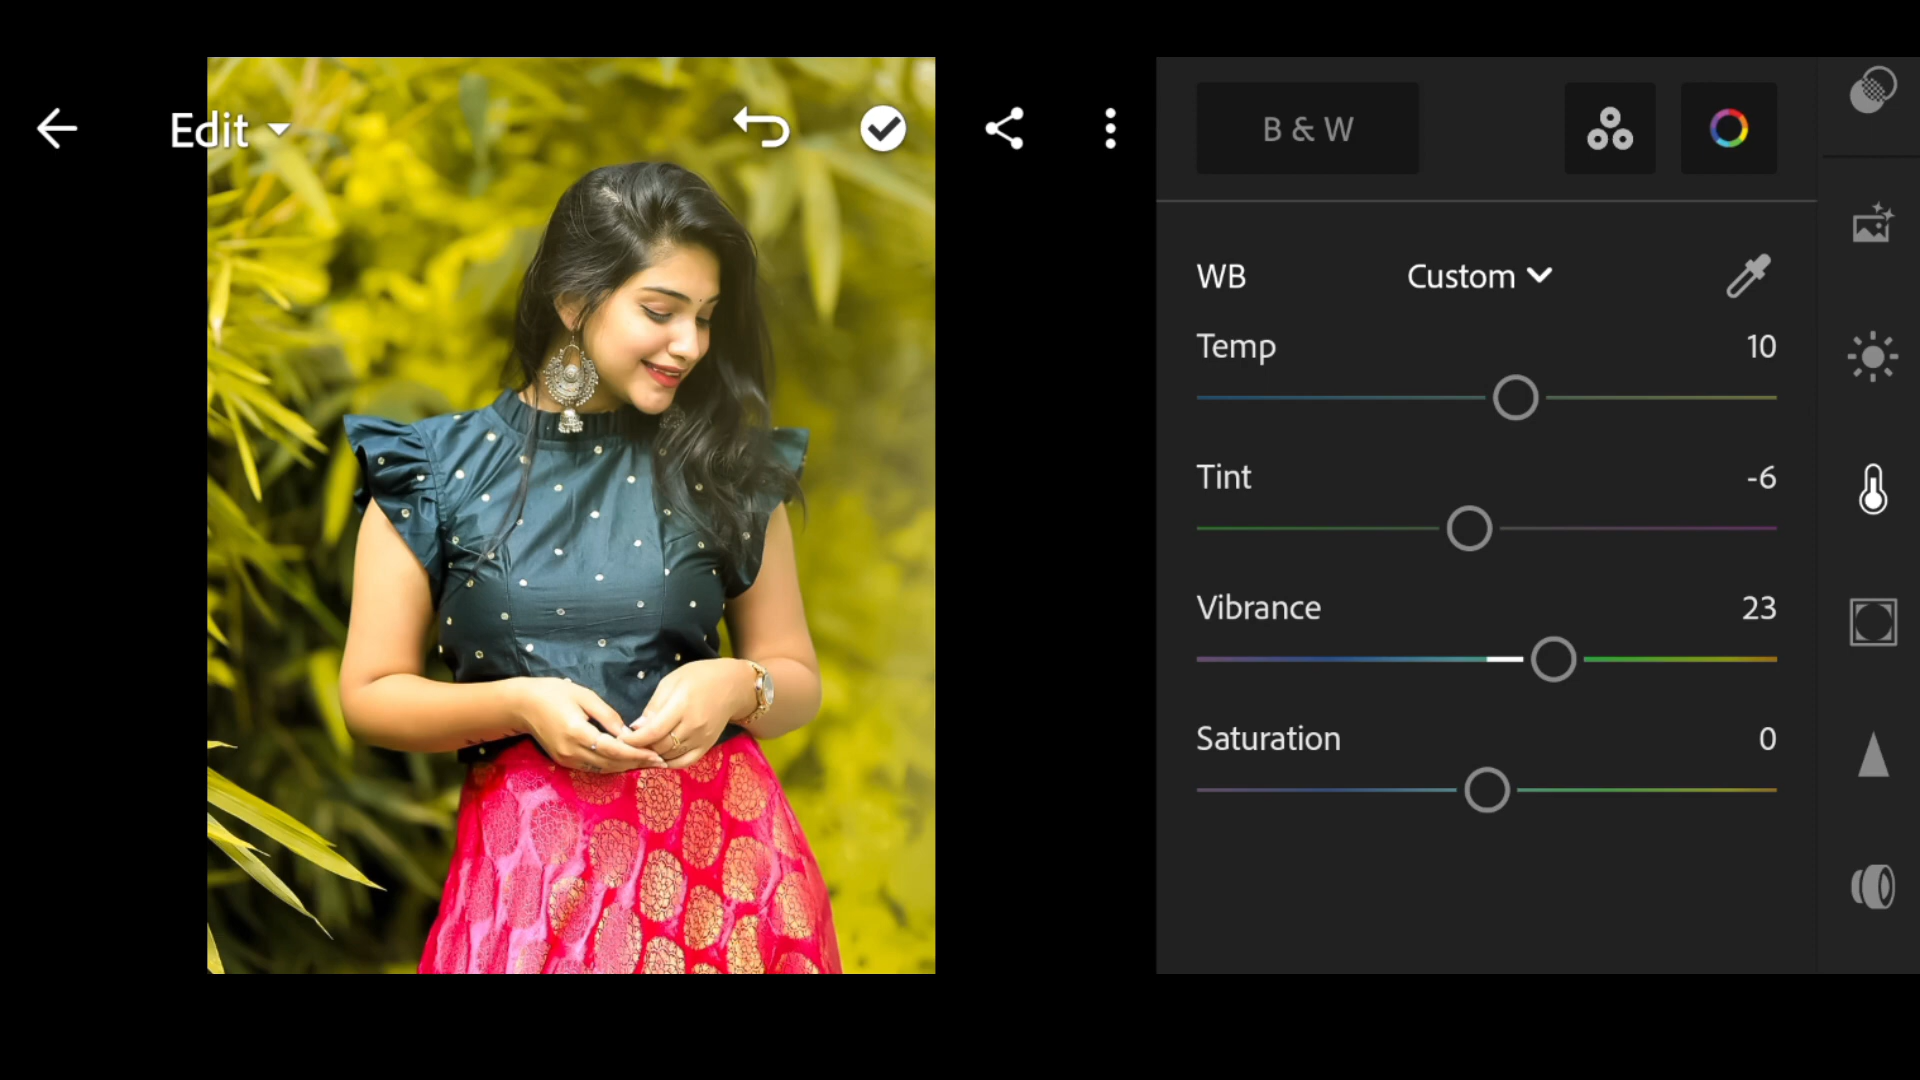 Edit
B & W
WB Custom
Temp 10
Tint -6
Vibrance 23
Saturation 0